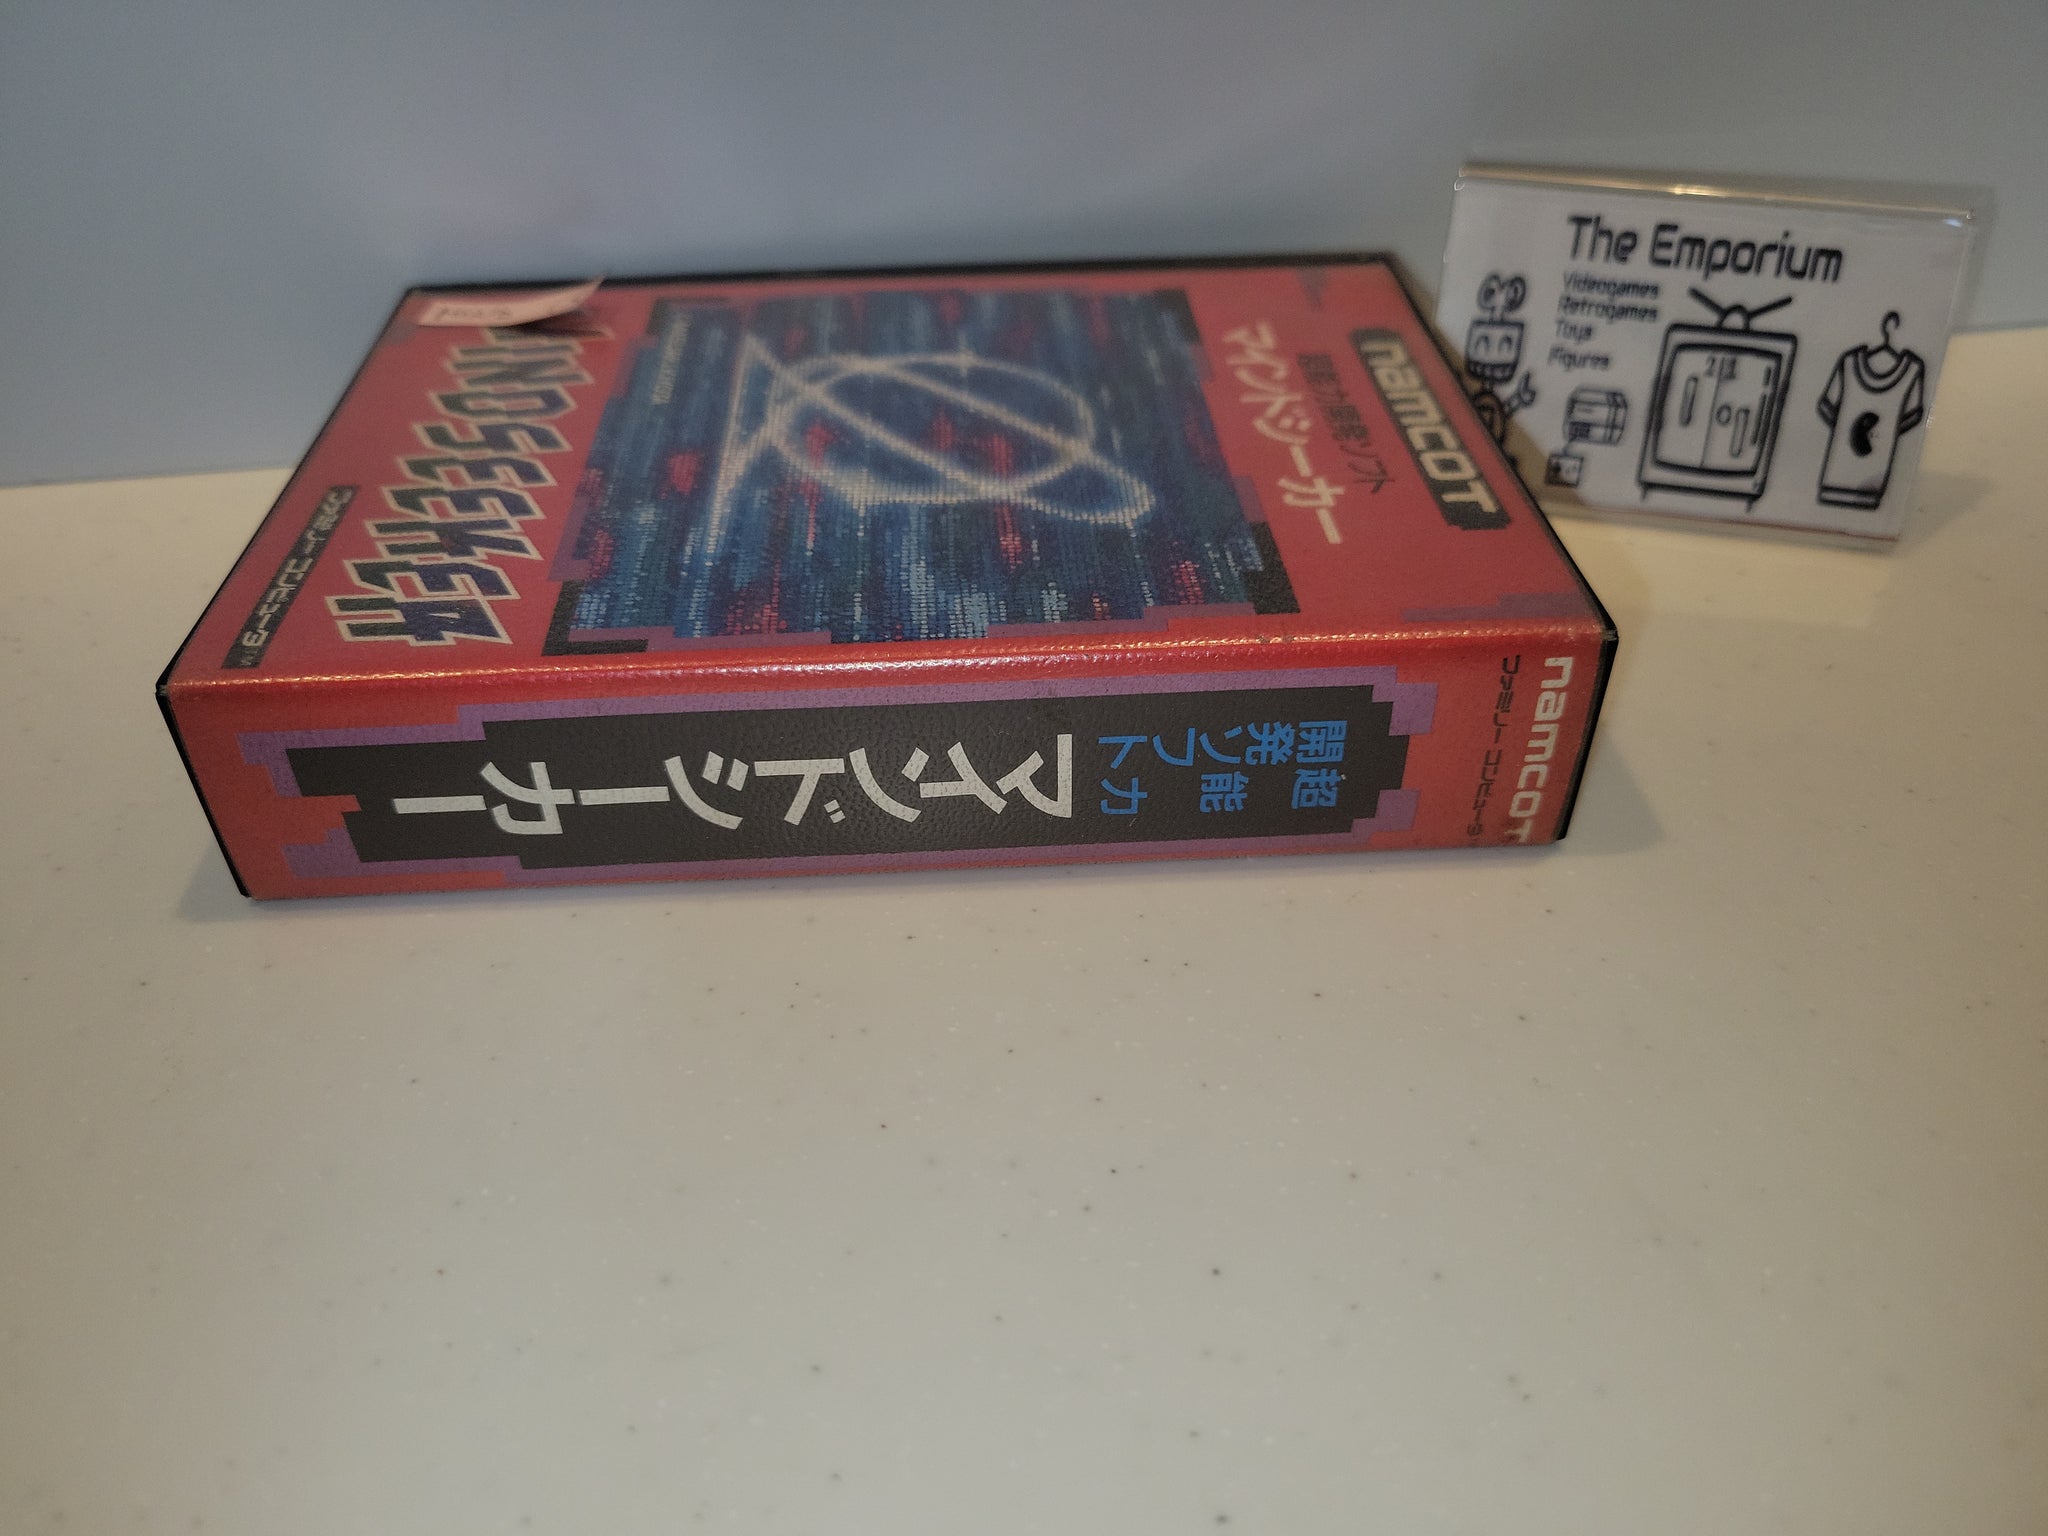 namcot
超能力開発ソフト
マインドシーカー
MINDSEEKER
ファミリーコンピュータ™
namcot
ファミリーコンピュータ
超能力
開発ソフト
マインドシーカー
The Emporium
Videogames
Retrogames
Toys
Figures